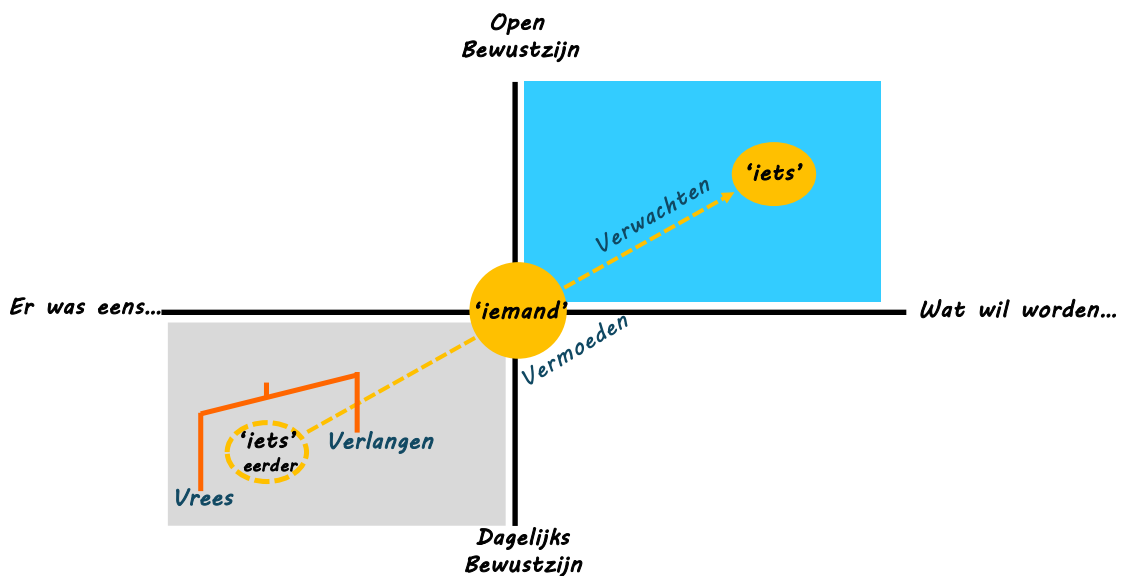 Open
Bewustzijn
‘iets’
Verwachten
Er was eens...
‘iemand’
Wat wil worden...
Vermoeden
‘iets’
eerder
Verlangen
Vrees
Dagelijks
Bewustzijn